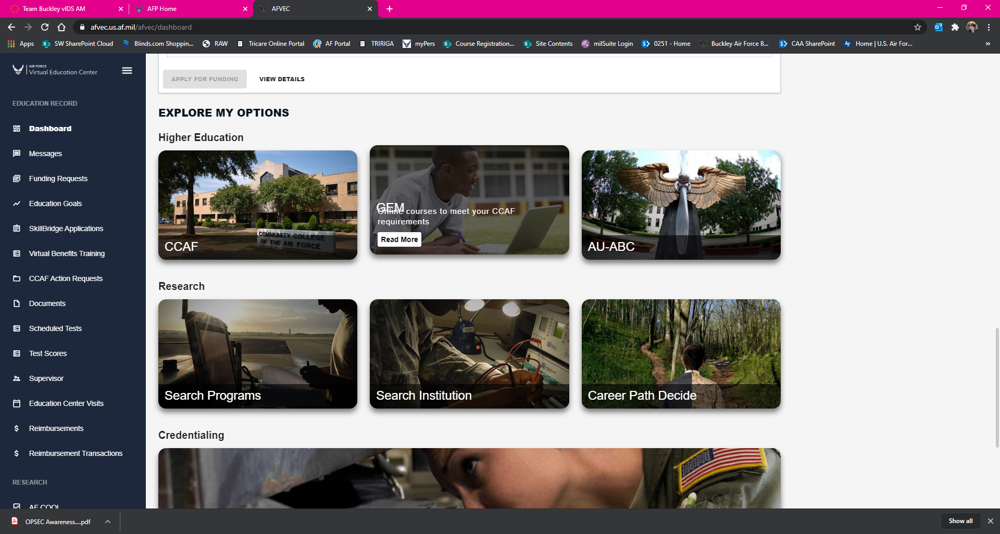 Team Buckley vIDS AM
AFP Home
AFVEC
afvec.us.af.mil/afvec/dashboard
Apps
SW SharePoint Cloud
Blinds.com Shoppin...
RAW
Tricare Online Portal
AF Portal
TRIRIGA
myPers
Course Registration...
Site Contents
milSuite Login
0251 - Home
Buckley Air Force B...
CAA SharePoint
Home | U.S. Air For...
»
AIR FORCE
Virtual Education Center
EDUCATION RECORD
Dashboard
Messages
Funding Requests
Education Goals
SkillBridge Applications
Virtual Benefits Training
CCAF Action Requests
Documents
Scheduled Tests
Test Scores
Supervisor
Education Center Visits
$ Reimbursements
$ Reimbursement Transactions
RESEARCH
AF COOL
APPLY FOR FUNDING
VIEW DETAILS
EXPLORE MY OPTIONS
Higher Education
COMMUNITY COLLEGE
OF THE AIR FORCE
CCAF
GEM
Online courses to meet your CCAF
requirements
Read More
AU-ABC
Research
Search Programs
Search Institution
Career Path Decide
Credentialing
OPSEC Awareness....pdf
Show all